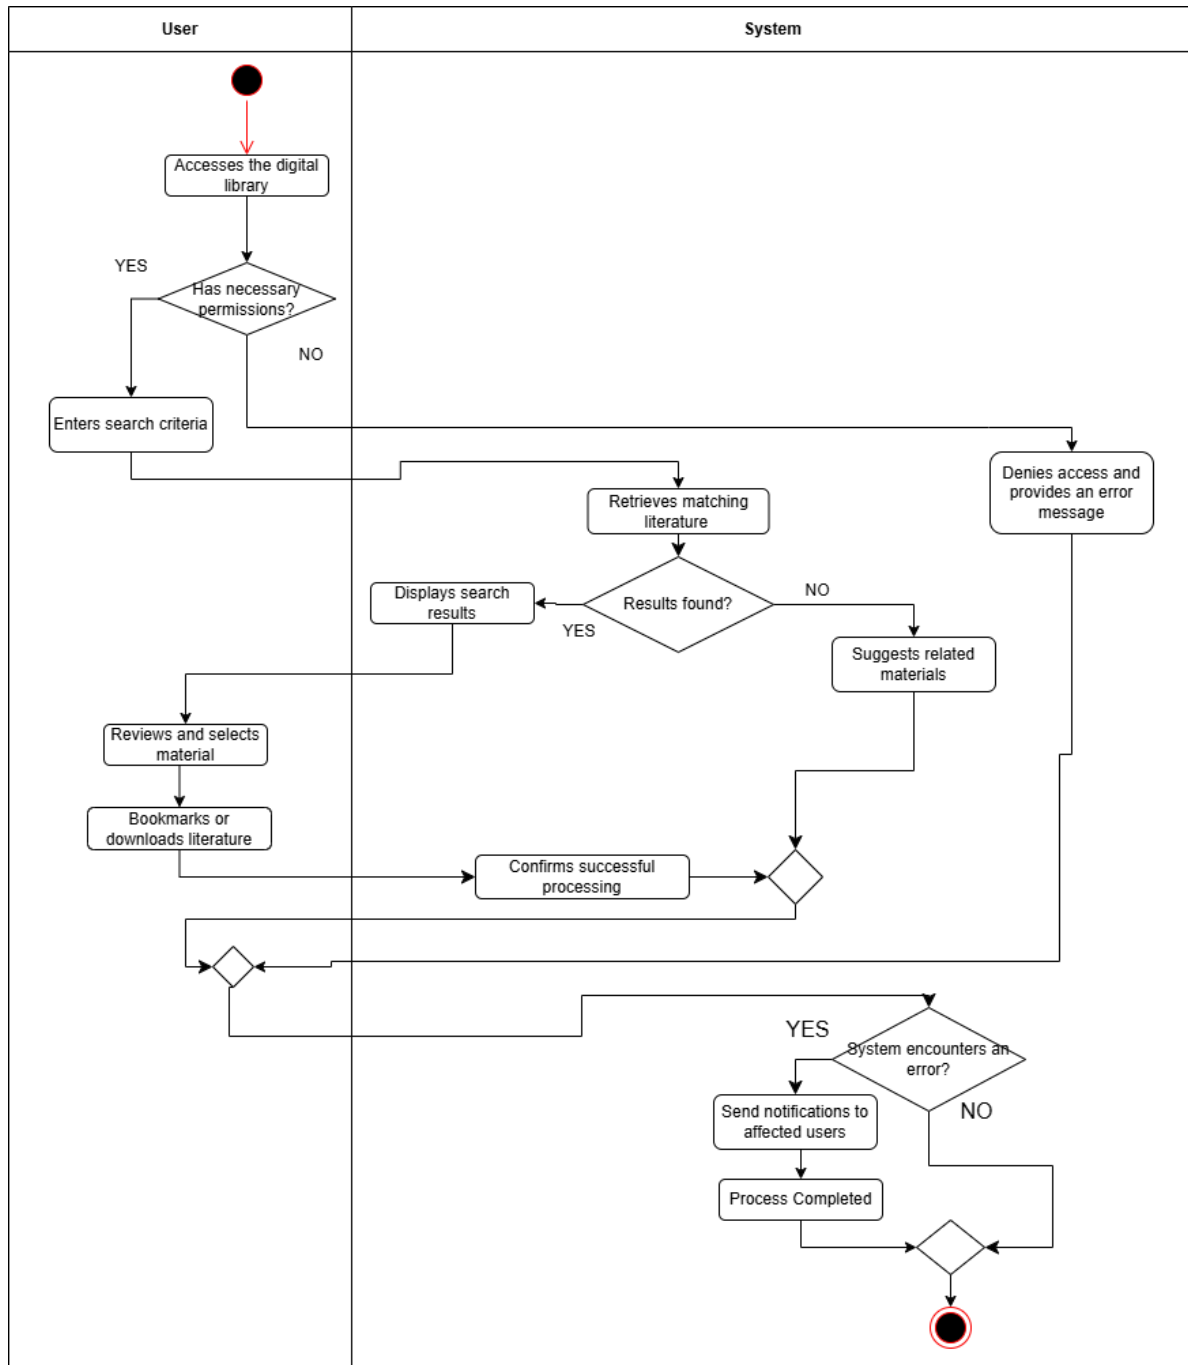 User
System
Accesses the digital
library
YES
Has necessary
permissions?
NO
Enters search criteria
Denies access and
provides an error
message
Retrieves matching
literature
Displays search
results
Results found?
NO
YES
Suggests related
materials
Reviews and selects
material
Bookmarks or
downloads literature
Confirms successful
processing
YES
System encounters an
error?
Send notifications to
affected users
NO
Process Completed